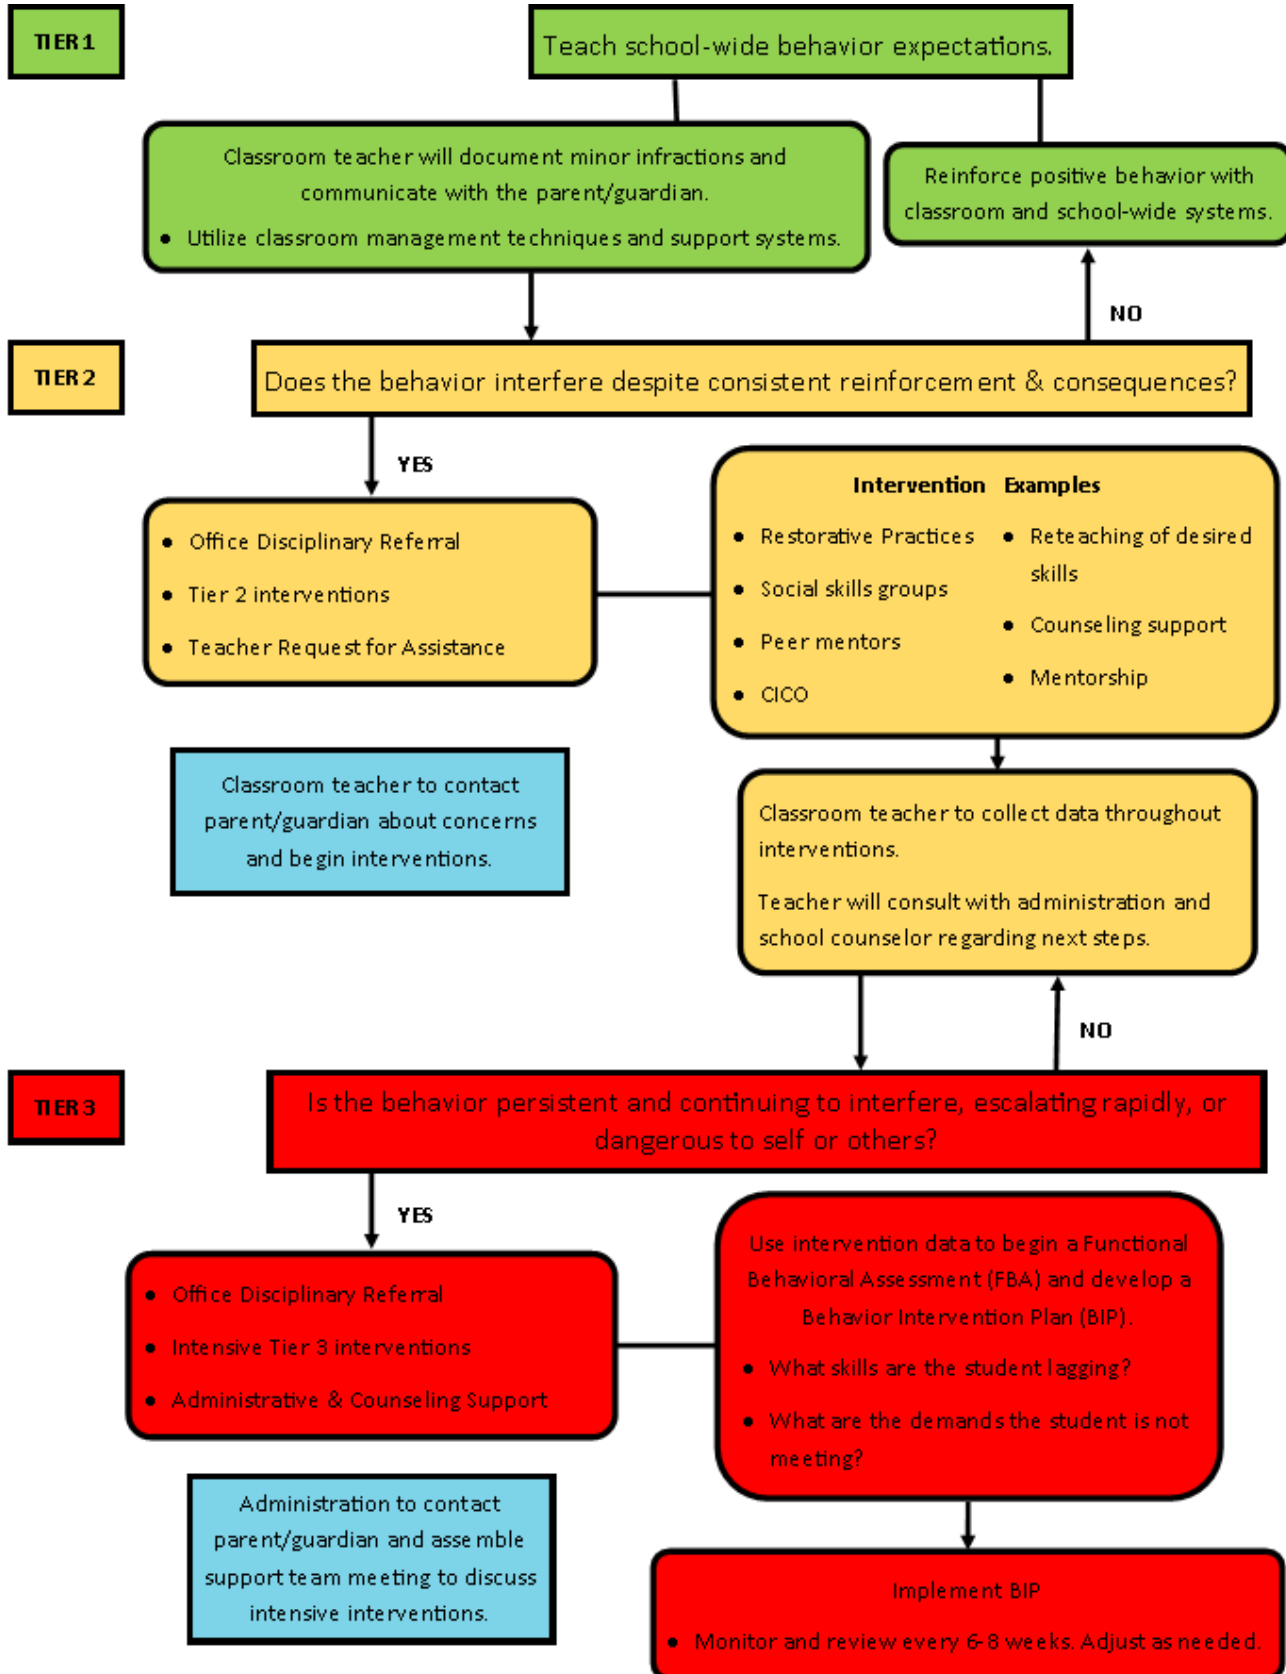 TIER 1
Teach school-wide behavior expectations.
Classroom teacher will document minor infractions and
communicate with the parent/guardian.
• Utilize classroom management techniques and support systems.
Reinforce positive behavior with
classroom and school-wide systems.
NO
TIER 2
Does the behavior interfere despite consistent reinforcement & consequences?
YES
• Office Disciplinary Referral
• Tier 2 interventions
• Teacher Request for Assistance
Intervention Examples
• Restorative Practices
• Social skills groups
• Peer mentors
• CICO
• Reteaching of desired
skills
• Counseling support
• Mentorship
Classroom teacher to contact
parent/guardian about concerns
and begin interventions.
Classroom teacher to collect data throughout
interventions.
Teacher will consult with administration and
school counselor regarding next steps.
NO
TIER 3
Is the behavior persistent and continuing to interfere, escalating rapidly, or
dangerous to self or others?
YES
• Office Disciplinary Referral
• Intensive Tier 3 interventions
• Administrative & Counseling Support
Use intervention data to begin a Functional
Behavioral Assessment (FBA) and develop a
Behavior Intervention Plan (BIP).
• What skills are the student lagging?
• What are the demands the student is not
meeting?
Administration to contact
parent/guardian and assemble
support team meeting to discuss
intensive interventions.
Implement BIP
• Monitor and review every 6-8 weeks. Adjust as needed.